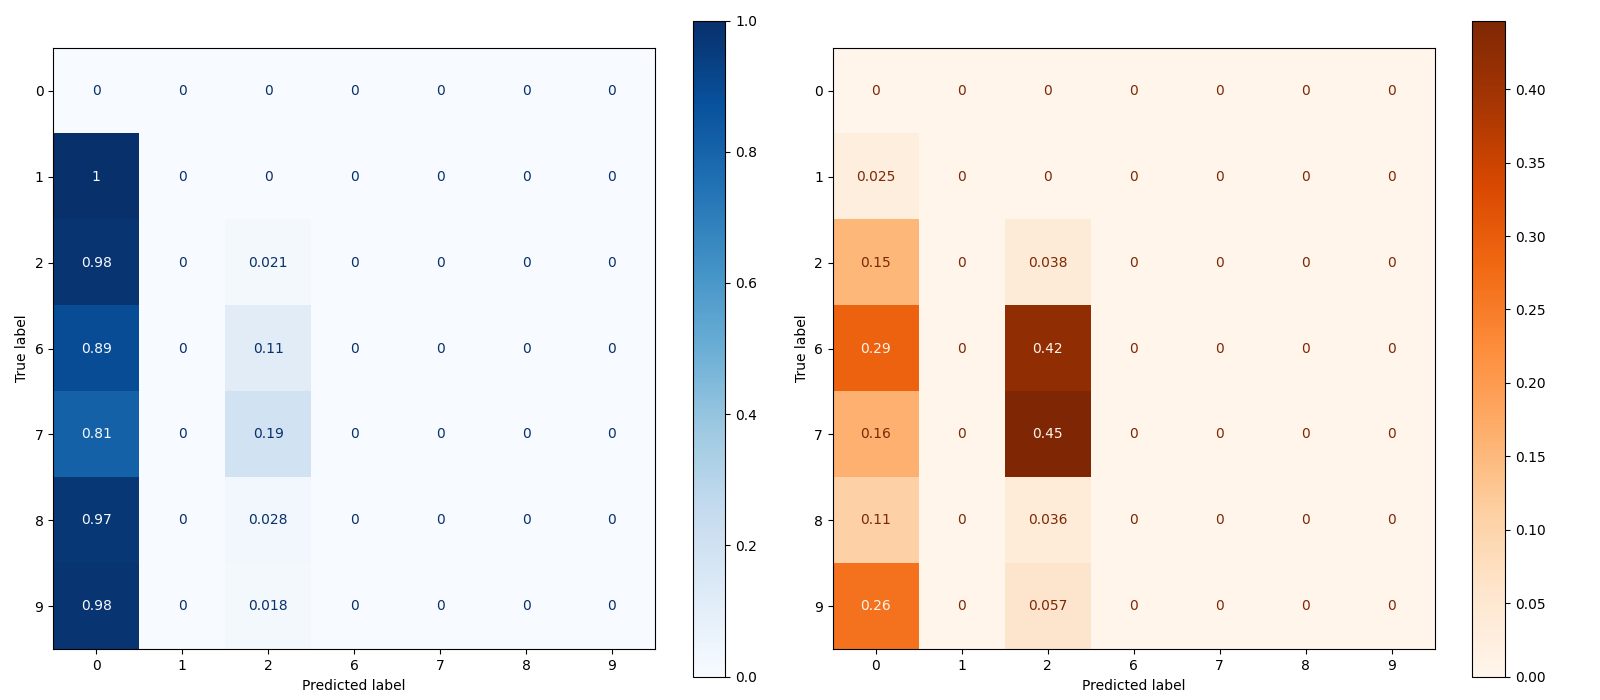 1.0
0.8
0.6
0.4
0.2
0.0
True label
0 0 0 0 0 0 0 0
1 1 0 0 0 0 0 0
2 0.98 0 0.021 0 0 0 0
6 0.89 0 0.11 0 0 0 0
7 0.81 0 0.19 0 0 0 0
8 0.97 0 0.028 0 0 0 0
9 0.98 0 0.018 0 0 0 0
0 1 2 6 7 8 9
Predicted label
0.40
0.35
0.30
0.25
0.20
0.15
0.10
0.05
0.00
True label
0 0 0 0 0 0 0 0
1 0.025 0 0 0 0 0 0
2 0.15 0 0.038 0 0 0 0
6 0.29 0 0.42 0 0 0 0
7 0.16 0 0.45 0 0 0 0
8 0.11 0 0.036 0 0 0 0
9 0.26 0 0.057 0 0 0 0
0 1 2 6 7 8 9
Predicted label